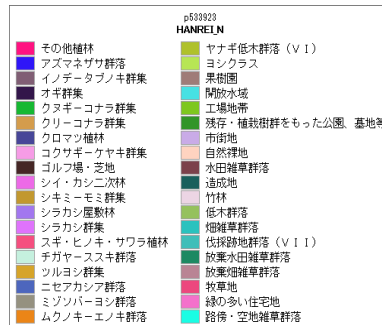 p533923
HANREI_N
その他植林
アズマネザサ群落
イノデータブノキ群集
オギ群集
クヌギーコナラ群集
クリーコナラ群集
クロマツ植林
コクサギーケヤキ群集
ゴルフ場・芝地
シイ・カシ二次林
シキミーモミ群集
シラカシ屋敷林
シラカシ群集
スギ・ヒノキ・サワラ植林
チガヤーススキ群落
ツルヨシ群集
ニセアカシア群落
ミゾソバーヨシ群落
ムクノキーエノキ群落
ヤナギ低木群落(VI)
ヨシクラス
果樹園
開放水域
工場地帯
残存・植栽樹群をもった公園、墓地等
市街地
自然裸地
水田雑草群落
造成地
竹林
低木群落
畑雑草群落
伐採跡地群落(VII)
放棄水田雑草群落
放棄畑雑草群落
牧草地
緑の多い住宅地
路傍・空地雑草群落